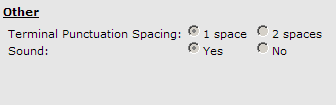 Other
Terminal Punctuation Spacing: 1 space 2 spaces
Sound: Yes No